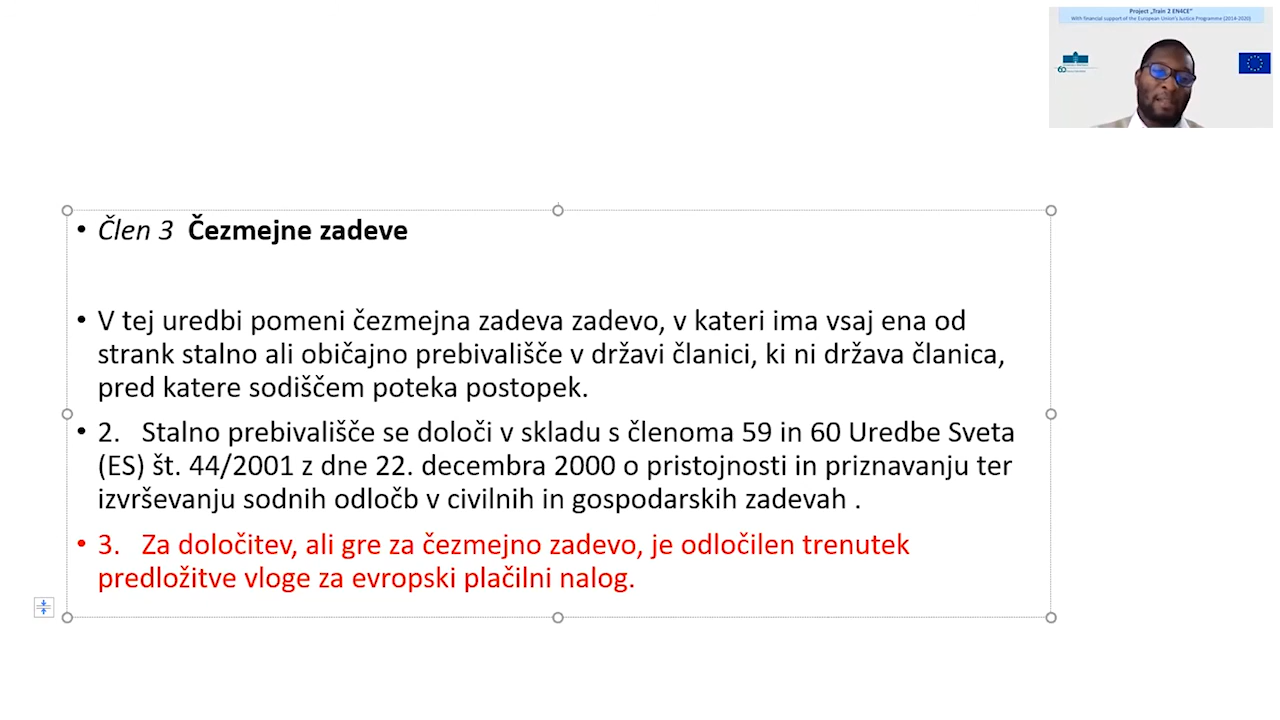 Project „Train 2 EN4CE"
With financial support of the European Union's Justice Programme (2014-2020)
60
• Člen 3 Čezmejne zadeve
• V tej uredbi pomeni čezmejna zadeva zadevo, v kateri ima vsaj ena od
strank stalno ali običajno prebivališče v državi članici, ki ni država članica,
pred katere sodiščem poteka postopek.
• 2. Stalno prebivališče se določi v skladu s členoma 59 in 60 Uredbe Sveta
(ES) št. 44/2001 z dne 22. decembra 2000 o pristojnosti in priznavanju ter
izvrševanju sodnih odločb v civilnih in gospodarskih zadevah .
• 3. Za določitev, ali gre za čezmejno zadevo, je odločilen trenutek
predložitve vloge za evropski plačilni nalog.